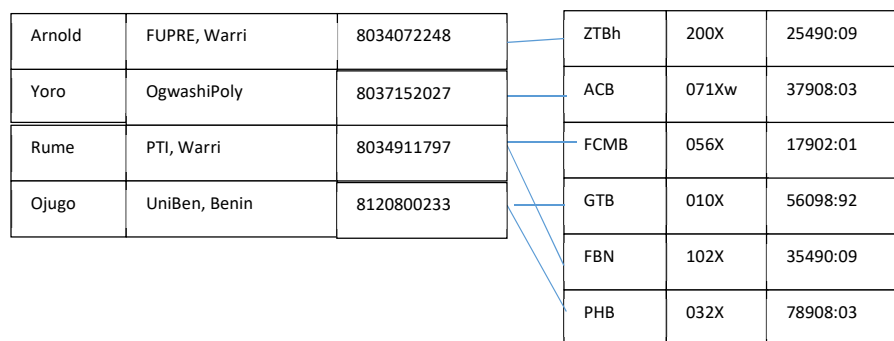 Arnold FUPRE, Warri 8034072248
Yoro OgwashiPoly 8037152027
Rume PTI, Warri 8034911797
Ojugo UniBen, Benin 8120800233
ZTBh 200X 25490:09
ACB 071Xw 37908:03
FCMB 056X 17902:01
GTB 010X 56098:92
FBN 102X 35490:09
PHB 032X 78908:03